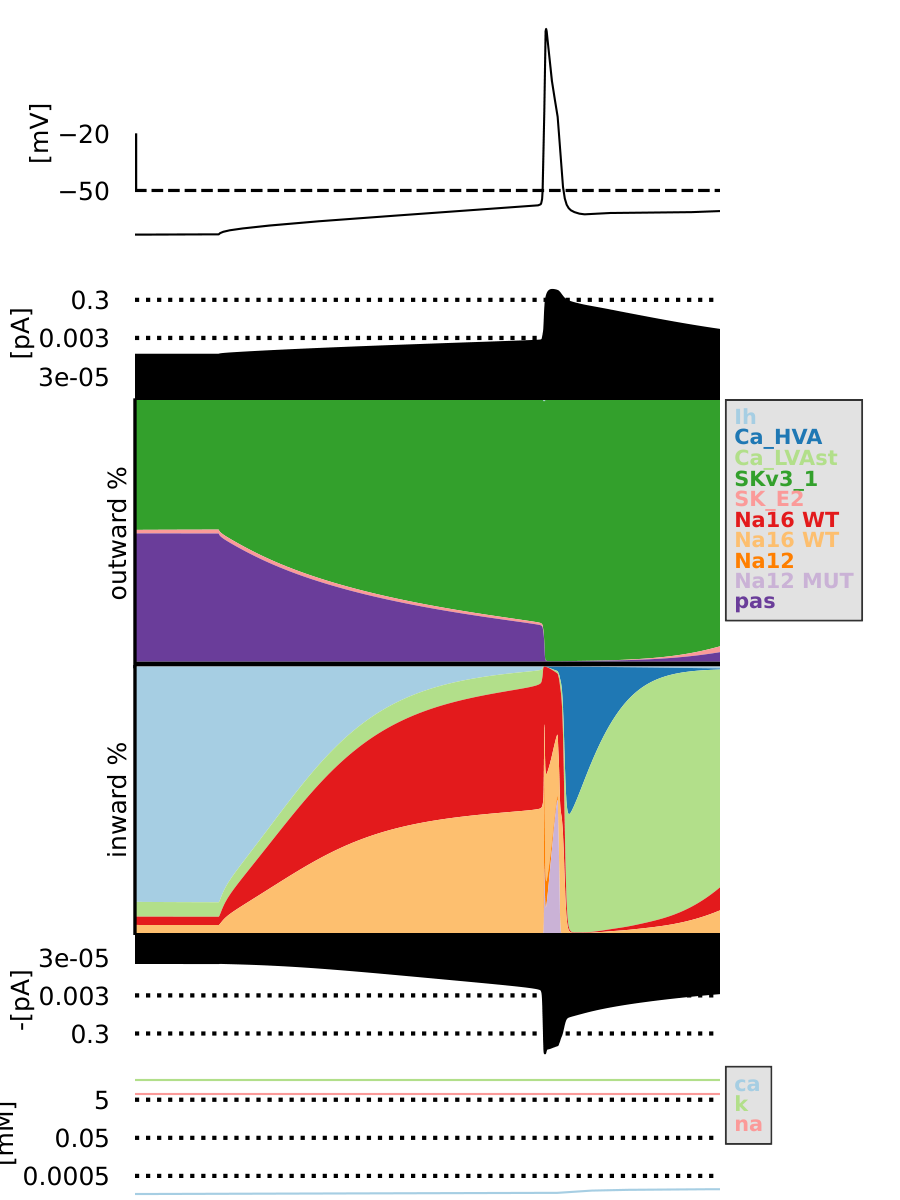 [mV]
−20
−50
[pA]
0.3
0.003
3e-05
outward %
Ih
Ca_HVA
Ca_LVAst
SKv3_1
SK_E2
Na16 WT
Na16 WT
Na12
Na12 MUT
pas
inward %
-[pA]
3e-05
0.003
0.3
[mM]
5
0.05
0.0005
ca
k
na